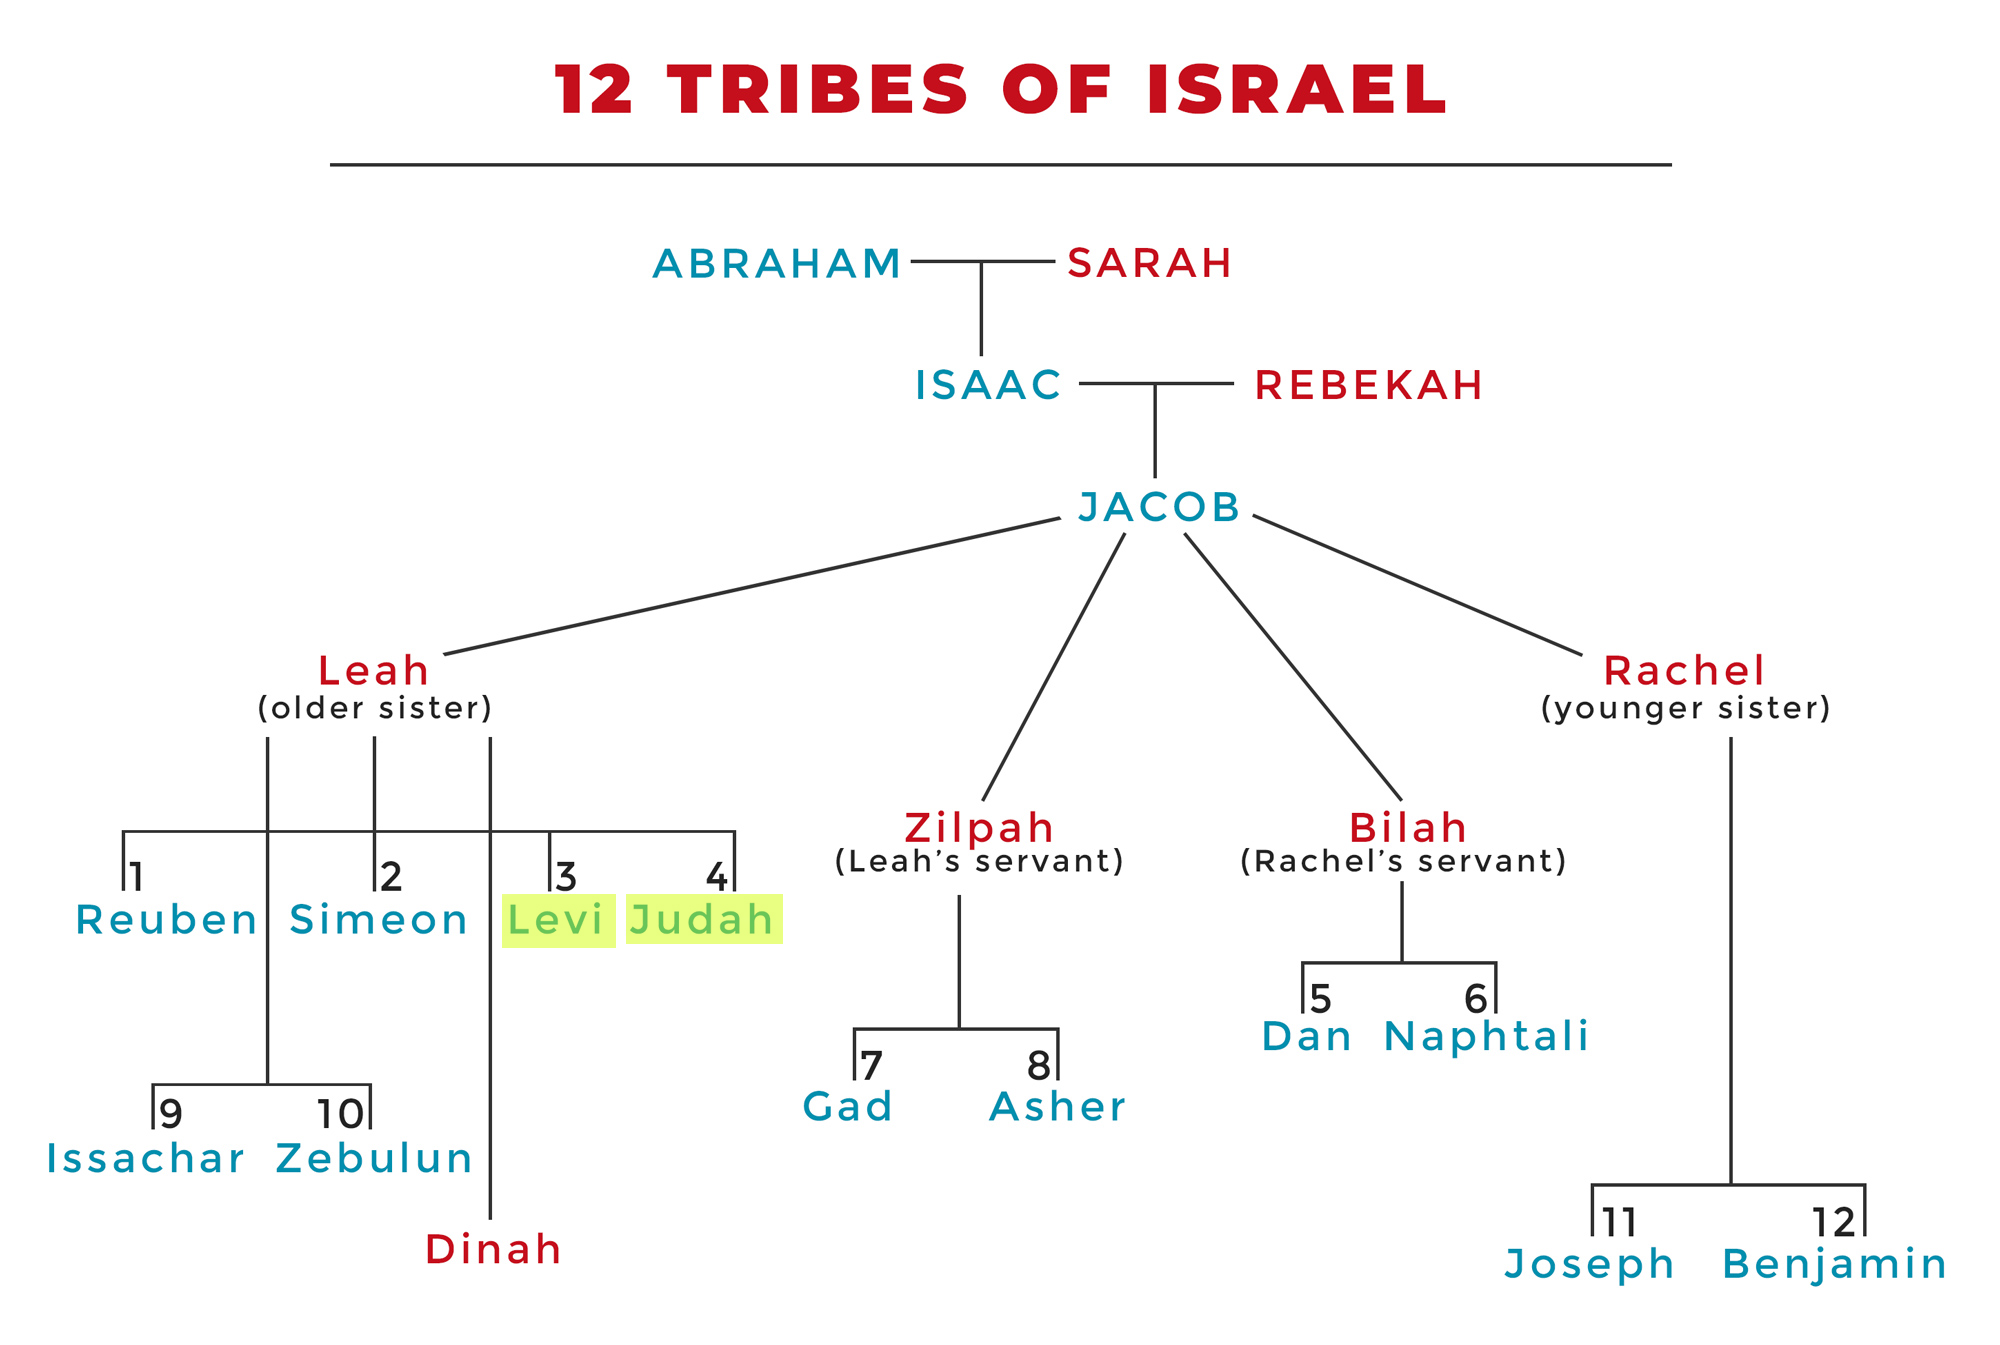 12 TRIBES OF ISRAEL
ABRAHAM SARAH
ISAAC REBEKAH
JACOB
Leah
(older sister)
Rachel
(younger sister)
Zilpah
(Leah's servant)
Bilah
(Rachel's servant)
1 2 3 4
Reuben Simeon Levi Judah
5 6
Dan Naphtali
7 8
Gad Asher
9 10
Issachar Zebulun
Dinah
11 12
Joseph Benjamin